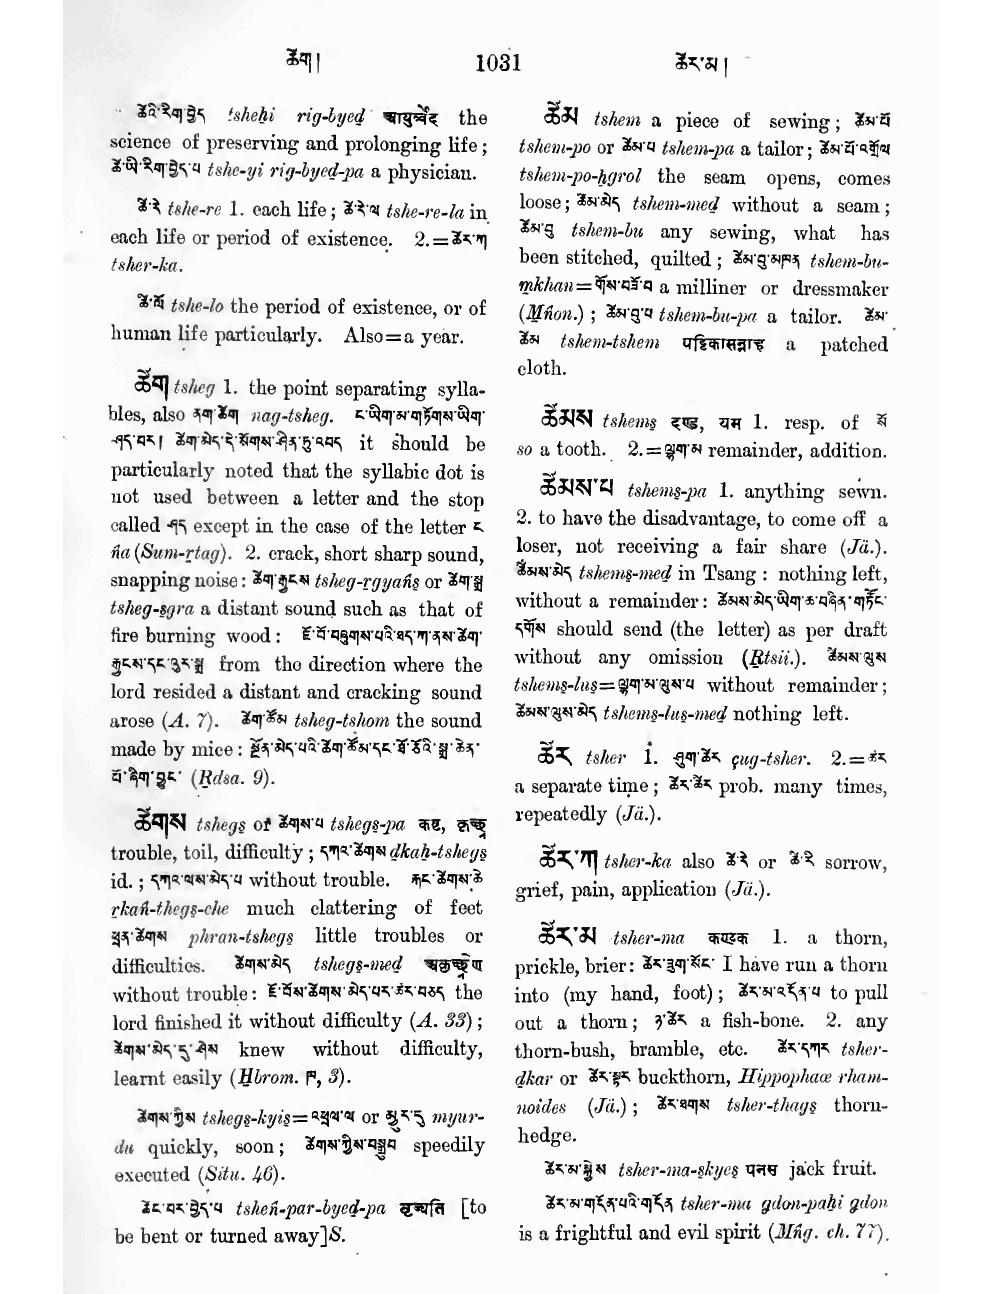 ཚེག།
1031
ཚེར་མ།
ཚེའི་རིག་བྱེད tshehi rig-byed आयुर्व्वेद the
science of preserving and prolonging life;
ཚེ་ཡི་རིག་བྱེད་པ tshe-yi rig-byed-pa a physician.
ཚེ་རེ tshe-re 1. each life; ཚེ་རེ་ལ tshe-re-la in
each life or period of existence. 2.=ཚེར་ཀ
tsher-ka.
ཚེ་ལོ tshe-lo the period of existence, or of
human life particularly. Also=a year.
ཚེག tsheg 1. the point separating sylla-
bles, also ནག་ཚེག nag-tsheg. ང་ཡིག་མ་གཏོགས་ཡིག་
ཤད་བར། ཚེག་མེད་དེ་སོགས་ཤིན་ཏུ་འབད it should be
particularly noted that the syllabic dot is
not used between a letter and the stop
called ཤད except in the case of the letter ང
ṅa (Sum-rtag). 2. crack, short sharp sound,
snapping noise: ཚེག་རྒྱངས tsheg-rgyaṅs or ཚེག་སྒྲ
tsheg-sgra a distant sound such as that of
fire burning wood: ཇོ་བོ་བཞུགས་པའི་ཐད་ཀ་ནས་ཚེག་
རྒྱངས་དང་འུར་སྒྲ from the direction where the
lord resided a distant and cracking sound
arose (A. 7). ཚེག་ཚོམ tsheg-tshom the sound
made by mice: སྔོན་མེད་པའི་ཚེག་ཚོམ་དང་ཐོ་ཅོའི་སྒྲ་ཆེན་
པོ་ཞིག་བྱུང་ (Rdsa. 9).
ཚེགས tshegs or ཚེགས་པ tshegs-pa कष्ट, कृच्छ्र
trouble, toil, difficulty; དཀའ་ཚེགས dkah-tshegs
id.; དཀའ་ལས་མེད་པ without trouble. རྐང་ཚེགས་ཆེ
rkaṅ-thegs-che much clattering of feet
ཕྲན་ཚེགས phran-tshegs little troubles or
difficulties. ཚེགས་མེད tshegs-med अकृच्छ्रेण
without trouble: ཇོ་བོས་ཚེགས་མེད་པར་ཚར་བཅད the
lord finished it without difficulty (A. 33);
ཚེགས་མེད་དུ་ཤེས knew without difficulty,
learnt easily (Hbrom. ཁ, 3).
ཚེགས་ཀྱིས tshegs-kyis=འཕྲལ་ལ or མྱུར་དུ myur-
du quickly, soon; ཚེགས་ཀྱིས་བསྒྲུབ speedily
executed (Situ. 46).
ཚེང་བར་བྱེད་པ tsheṅ-par-byed-pa कुच्चति [to
be bent or turned away]S.
ཚེམ tshem a piece of sewing; ཚེམ་པོ
tshem-po or ཚེམ་པ tshem-pa a tailor; ཚེམ་པོ་འགྲོལ
tshem-po-hgrol the seam opens, comes
loose; ཚེམ་མེད tshem-med without a seam;
ཚེམ་བུ tshem-bu any sewing, what has
been stitched, quilted; ཚེམ་བུ་མཁན tshem-bu-
mkhan=གོས་བཟོ་བ a milliner or dressmaker
(Mṅon.); ཚེམ་བུ་པ tshem-bu-pa a tailor. ཚེམ་
ཚེམ tshem-tshem a patched
cloth.
ཚེམས tshems दण्ड, यम 1. resp. of སོ
so a tooth. 2.=ལྷག་མ remainder, addition.
ཚེམས་པ tshems-pa 1. anything sewn.
2. to have the disadvantage, to come off a
loser, not receiving a fair share (Jä.).
ཚེམས་མེད tshems-med in Tsang: nothing left,
without a remainder: ཚེམས་མེད་ཡིག་ཆ་བཞིན་གཏོང་
དགོས should send (the letter) as per draft
without any omission (Rtsii.). ཚེམས་ལུས
tshems-lus=ལྷག་མ་ལུས་པ without remainder;
ཚེམས་ལུས་མེད tshems-lus-med nothing left.
ཚེར tsher 1. ཤུག་ཚེར çug-tsher. 2.=ཚར
a separate time; ཚེར་ཚེར prob. many times,
repeatedly (Jä.).
ཚེར་ཀ tsher-ka also ཚེ་རེ or ཚེ་རེ sorrow,
grief, pain, application (Jä.).
ཚེར་མ tsher-ma कण्टक 1. a thorn,
prickle, brier: ཚེར་ཟུག་སོང་ I have run a thorn
into (my hand, foot); ཚེར་མ་འདོན་པ to pull
out a thorn; ཉ་ཚེར a fish-bone. 2. any
thorn-bush, bramble, etc. ཚེར་དཀར tsher-
dkar or ཚེར་སྟར buckthorn, Hippophaæ rham-
noides (Jä.); ཚེར་ཐགས tsher-thags thorn-
hedge.
ཚེར་མ་སྐྱེས tsher-ma-skyes पनस jack fruit.
ཚེར་མ་གདོན་པའི་གདོན tsher-ma gdon-pahi gdon
is a frightful and evil spirit (Mṅg. ch. 77).